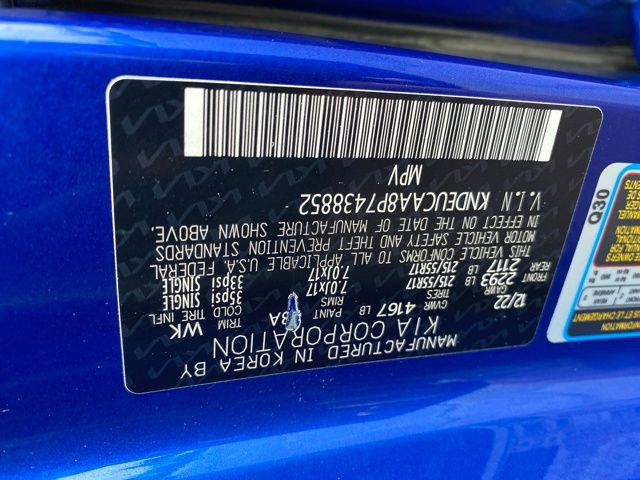 MANUFACTURED IN KOREA BY
KIA CORPORATION
12/22 GVWR 4167 LB PAINT B3A TRIM WK
GAWR TIRES RIMS COLD TIRE INFL
FRONT 2293 LB 215/55R17 7.0JX17 35psi SINGLE
REAR 2117 LB 215/55R17 7.0JX17 33psi SINGLE
THIS VEHICLE CONFORMS TO ALL APPLICABLE U.S.A. FEDERAL
MOTOR VEHICLE SAFETY AND THEFT PREVENTION STANDARDS
IN EFFECT ON THE DATE OF MANUFACTURE SHOWN ABOVE.
V.I.N KNDEUCAA8P7438852
MPV
Q30